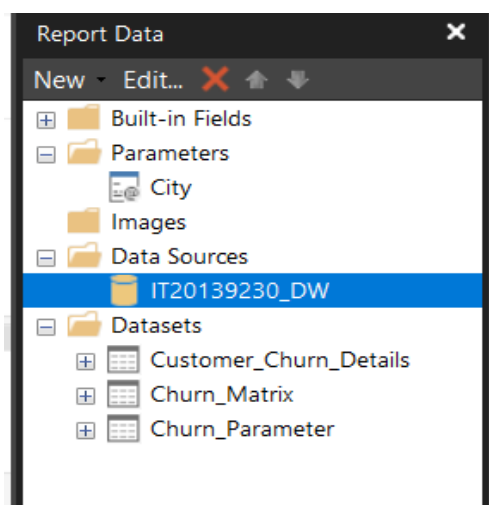 Report Data
New Edit...
Built-in Fields
Parameters
City
Images
Data Sources
IT20139230_DW
Datasets
Customer_Churn_Details
Churn_Matrix
Churn_Parameter